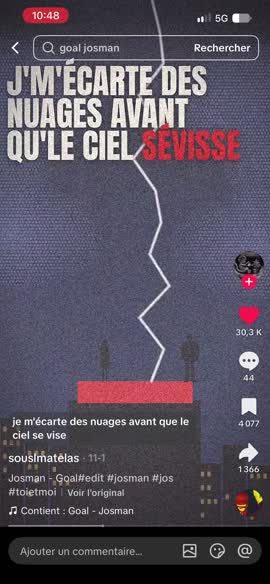 10:48
5G
goal josman
Rechercher
J'M'ÉCARTE DES
NUAGES AVANT
QU'LE CIEL SÉVISSE
30,3 K
44
4 077
1 366
je m'écarte des nuages avant que le
ciel se vise
souslmatelas · 11-1
Josman - Goal#edit #josman #jos
#toietmoi | Voir l'original
Contient : Goal - Josman
Ajouter un commentaire...